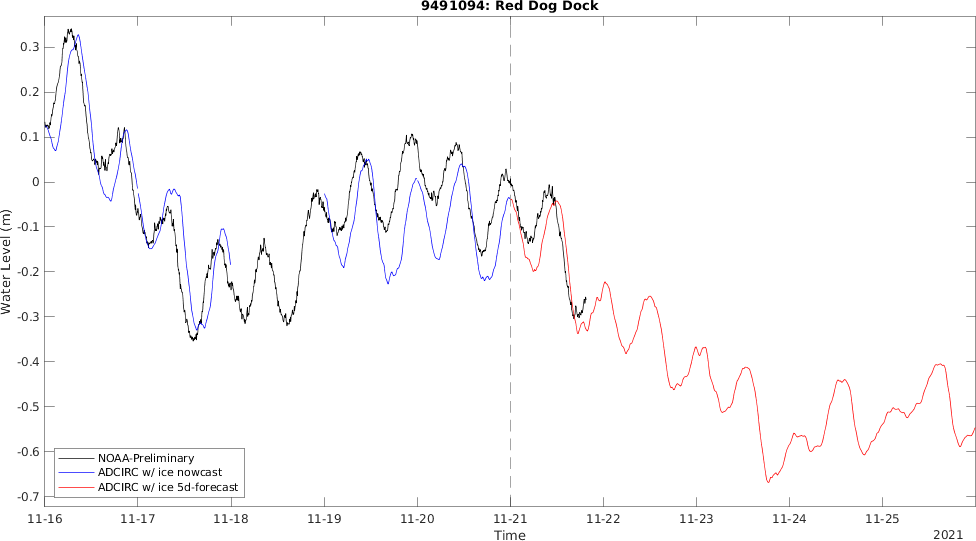 9491094: Red Dog Dock
0.3
0.2
0.1
0
-0.1
-0.2
-0.3
-0.4
-0.5
-0.6
-0.7
Water Level (m)
NOAA-Preliminary
ADCIRC w/ ice nowcast
ADCIRC w/ ice 5d-forecast
11-16 11-17 11-18 11-19 11-20 11-21 11-22 11-23 11-24 11-25
Time
2021